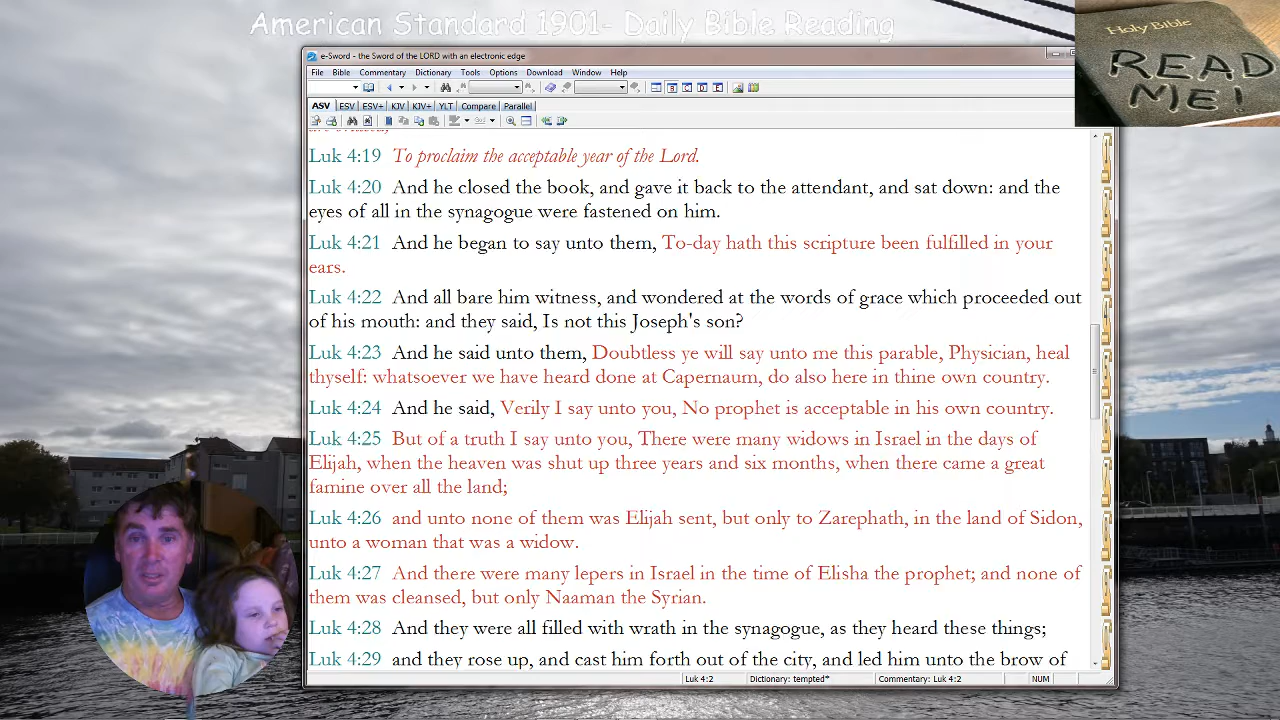 American Standard 1901- Daily Bible Reading
Holy Bible
READ
ME!
e-Sword - the Sword of the LORD with an electronic edge
File Bible Commentary Dictionary Tools Options Download Window Help
ASV ESV ESV+ KJV KJV+ YLT Compare Parallel
Luk 4:19 To proclaim the acceptable year of the Lord.
Luk 4:20 And he closed the book, and gave it back to the attendant, and sat down: and the
eyes of all in the synagogue were fastened on him.
Luk 4:21 And he began to say unto them, To-day hath this scripture been fulfilled in your
ears.
Luk 4:22 And all bare him witness, and wondered at the words of grace which proceeded out
of his mouth: and they said, Is not this Joseph's son?
Luk 4:23 And he said unto them, Doubtless ye will say unto me this parable, Physician, heal
thyself: whatsoever we have heard done at Capernaum, do also here in thine own country.
Luk 4:24 And he said, Verily I say unto you, No prophet is acceptable in his own country.
Luk 4:25 But of a truth I say unto you, There were many widows in Israel in the days of
Elijah, when the heaven was shut up three years and six months, when there came a great
famine over all the land;
Luk 4:26 and unto none of them was Elijah sent, but only to Zarephath, in the land of Sidon,
unto a woman that was a widow.
Luk 4:27 And there were many lepers in Israel in the time of Elisha the prophet; and none of
them was cleansed, but only Naaman the Syrian.
Luk 4:28 And they were all filled with wrath in the synagogue, as they heard these things;
Luk 4:29 and they rose up, and cast him forth out of the city, and led him unto the brow of
Luk 4:2 Dictionary: tempted* Commentary: Luk 4:2 NUM